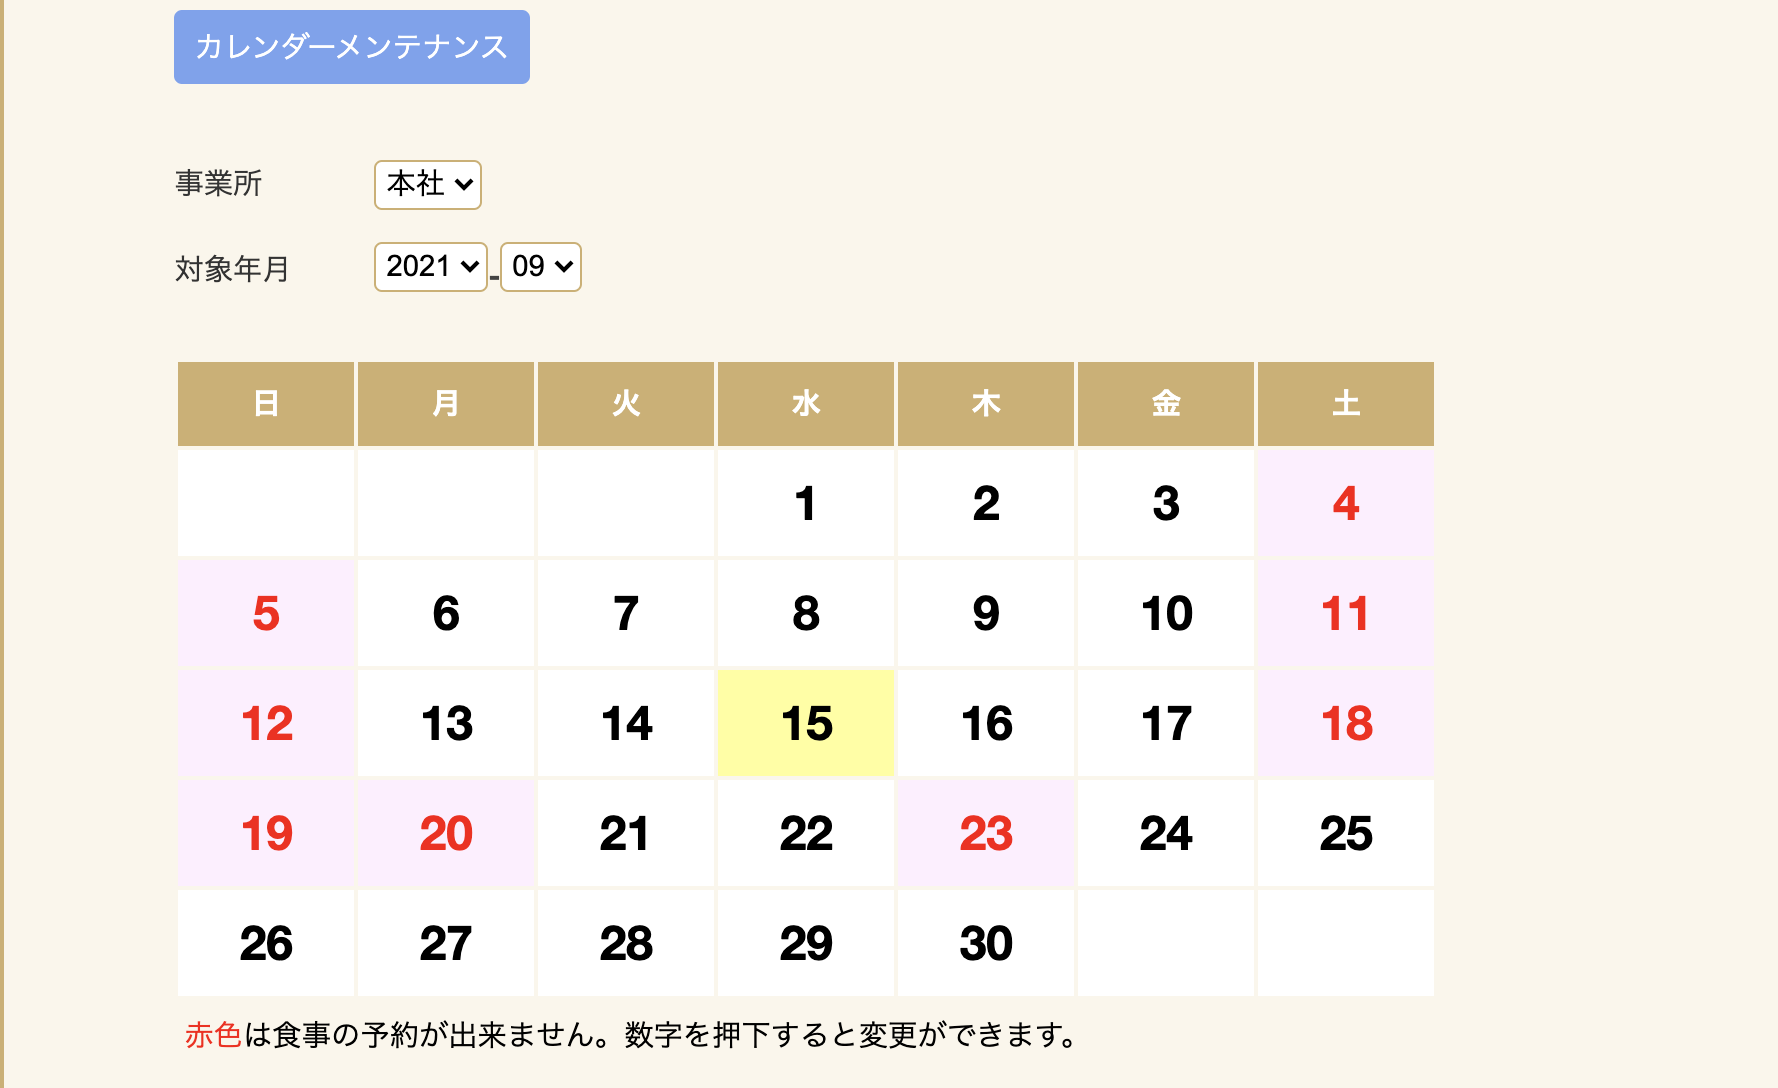 カレンダーメンテナンス
事業所 本社
対象年月 2021 - 09
日 月 火 水 木 金 土
1 2 3 4
5 6 7 8 9 10 11
12 13 14 15 16 17 18
19 20 21 22 23 24 25
26 27 28 29 30
赤色は食事の予約が出来ません。数字を押下すると変更ができます。